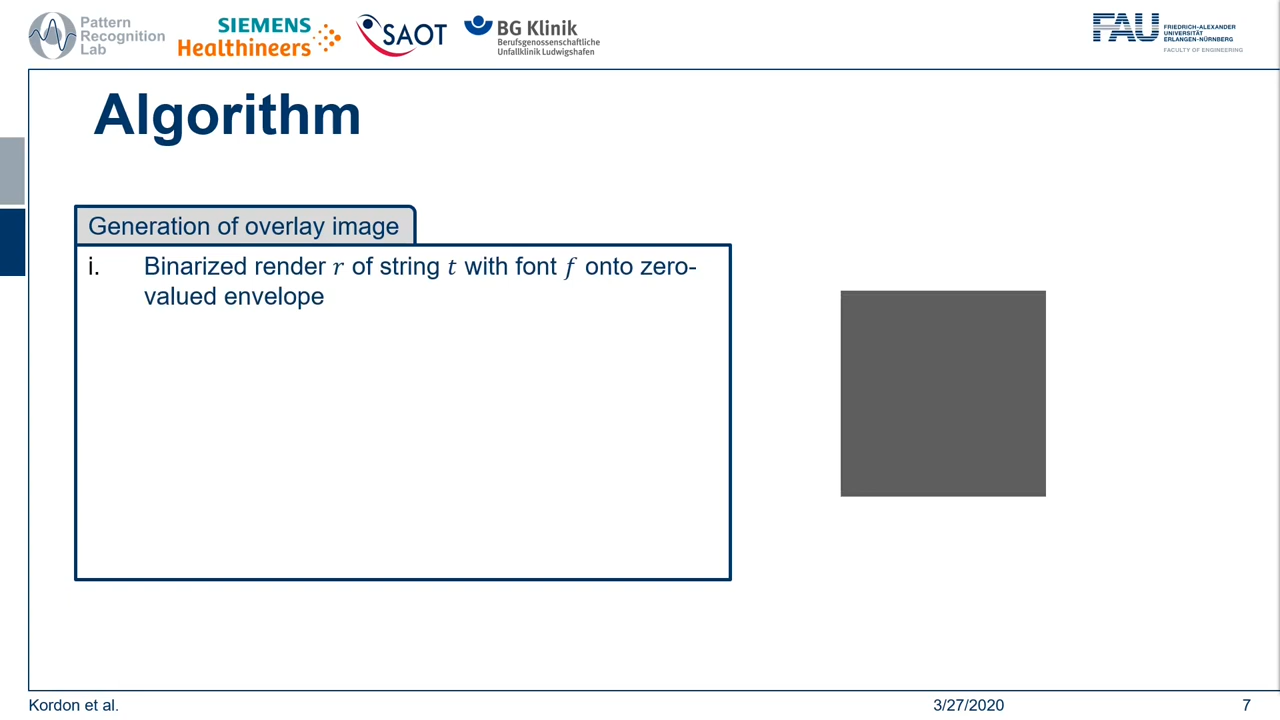 Pattern
Recognition
Lab
SIEMENS
Healthineers
SAOT
BG Klinik
Berufsgenossenschaftliche
Unfallklinik Ludwigshafen
FAU
FRIEDRICH-ALEXANDER
UNIVERSITÄT
ERLANGEN-NÜRNBERG
FACULTY OF ENGINEERING
Algorithm
Generation of overlay image
i. Binarized render r of string t with font f onto zero-
valued envelope
Kordon et al. 3/27/2020 7